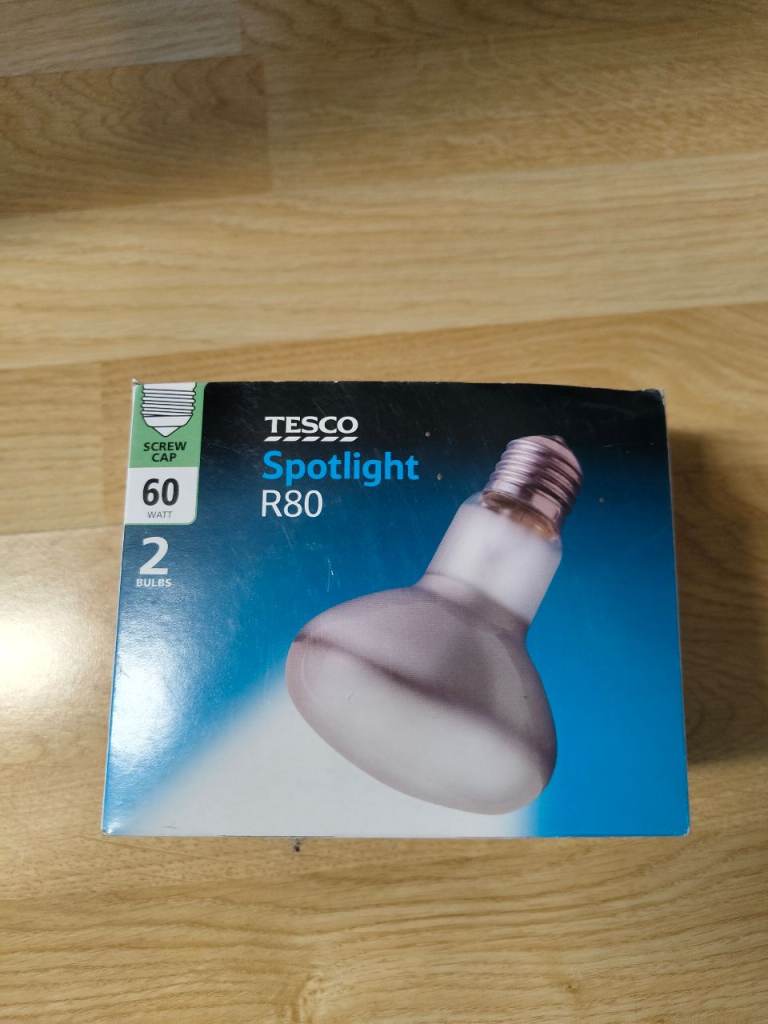 SCREW
CAP
60
WATT
2
BULBS
TESCO
Spotlight
R80